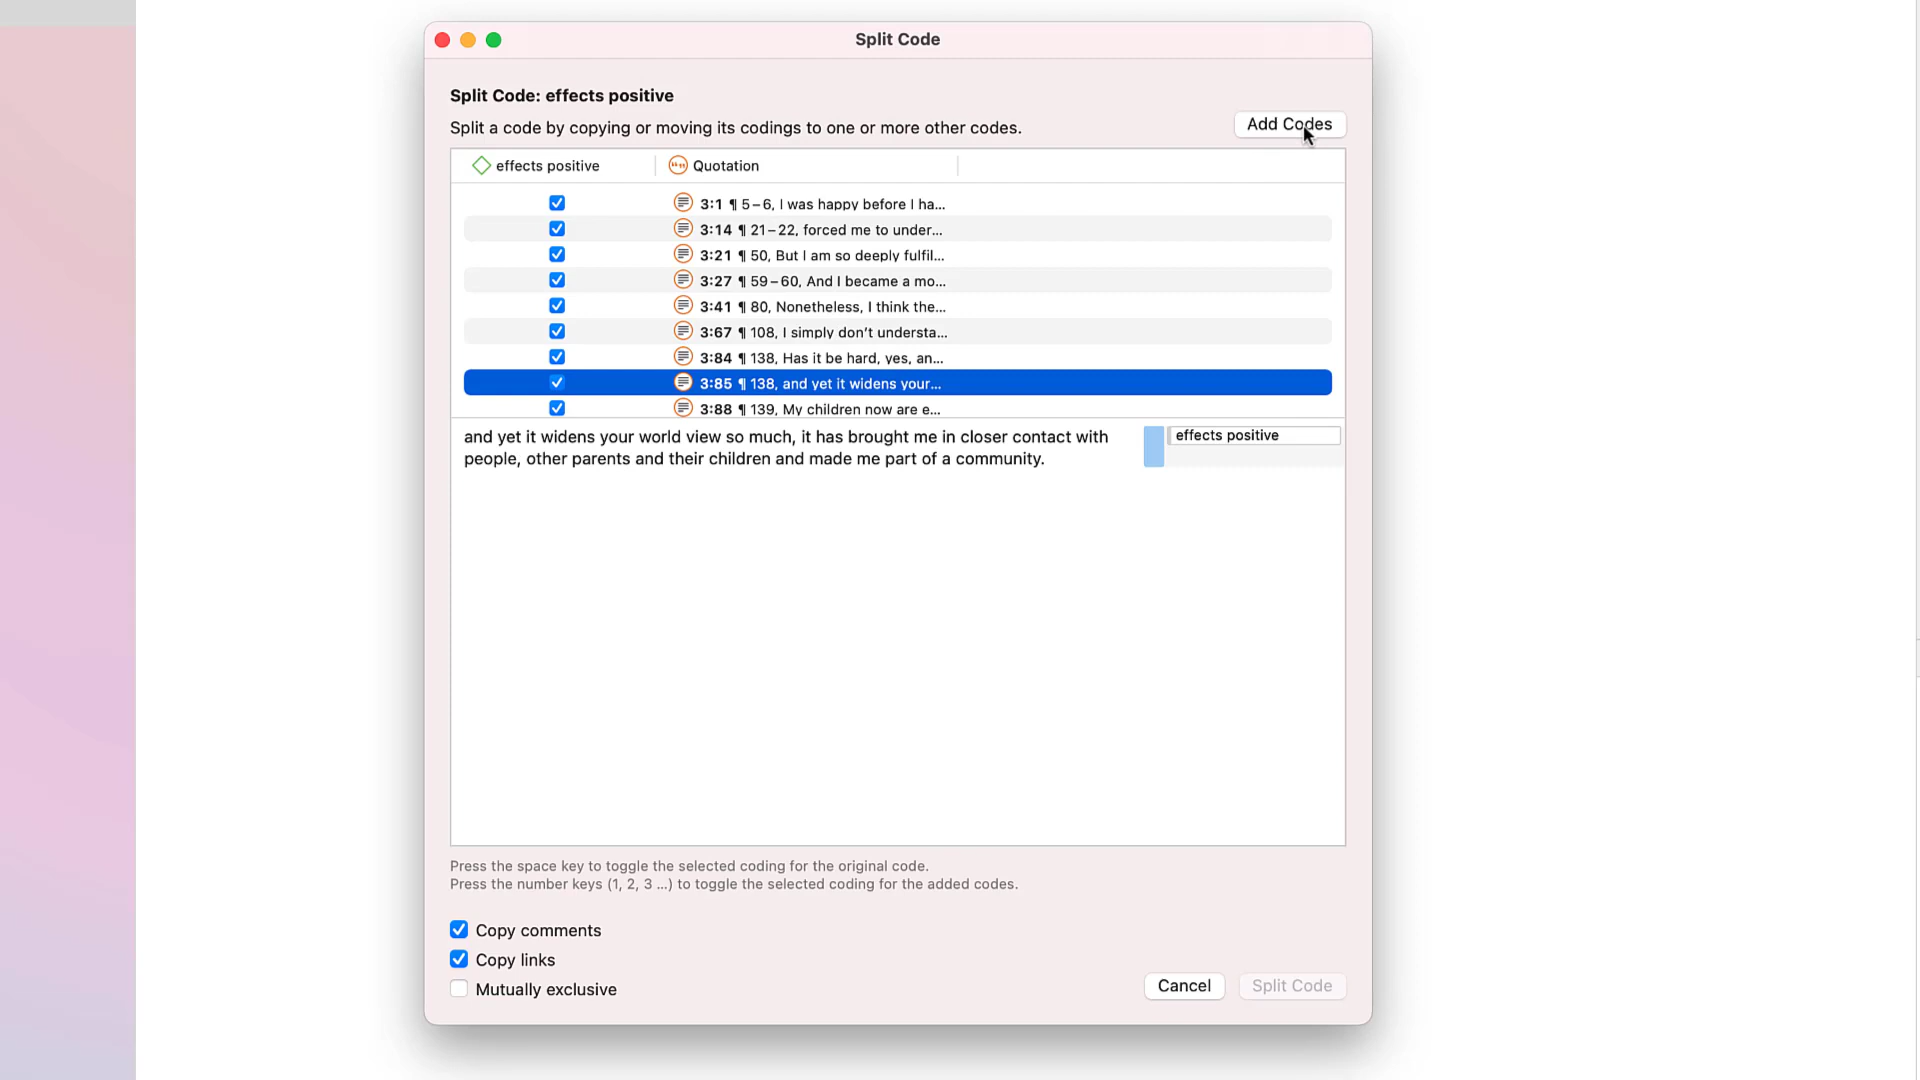 Split Code
Split Code: effects positive
Split a code by copying or moving its codings to one or more other codes.
Add Codes
effects positive
Quotation
3:1 ¶ 5–6, I was happy before I ha...
3:14 ¶ 21–22, forced me to under...
3:21 ¶ 50, But I am so deeply fulfil...
3:27 ¶ 59–60, And I became a mo...
3:41 ¶ 80, Nonetheless, I think the...
3:67 ¶ 108, I simply don't understa...
3:84 ¶ 138, Has it be hard, yes, an...
3:85 ¶ 138, and yet it widens your...
3:88 ¶ 139, My children now are e...
and yet it widens your world view so much, it has brought me in closer contact with
people, other parents and their children and made me part of a community.
effects positive
Press the space key to toggle the selected coding for the original code.
Press the number keys (1, 2, 3 ...) to toggle the selected coding for the added codes.
Copy comments
Copy links
Mutually exclusive
Cancel
Split Code